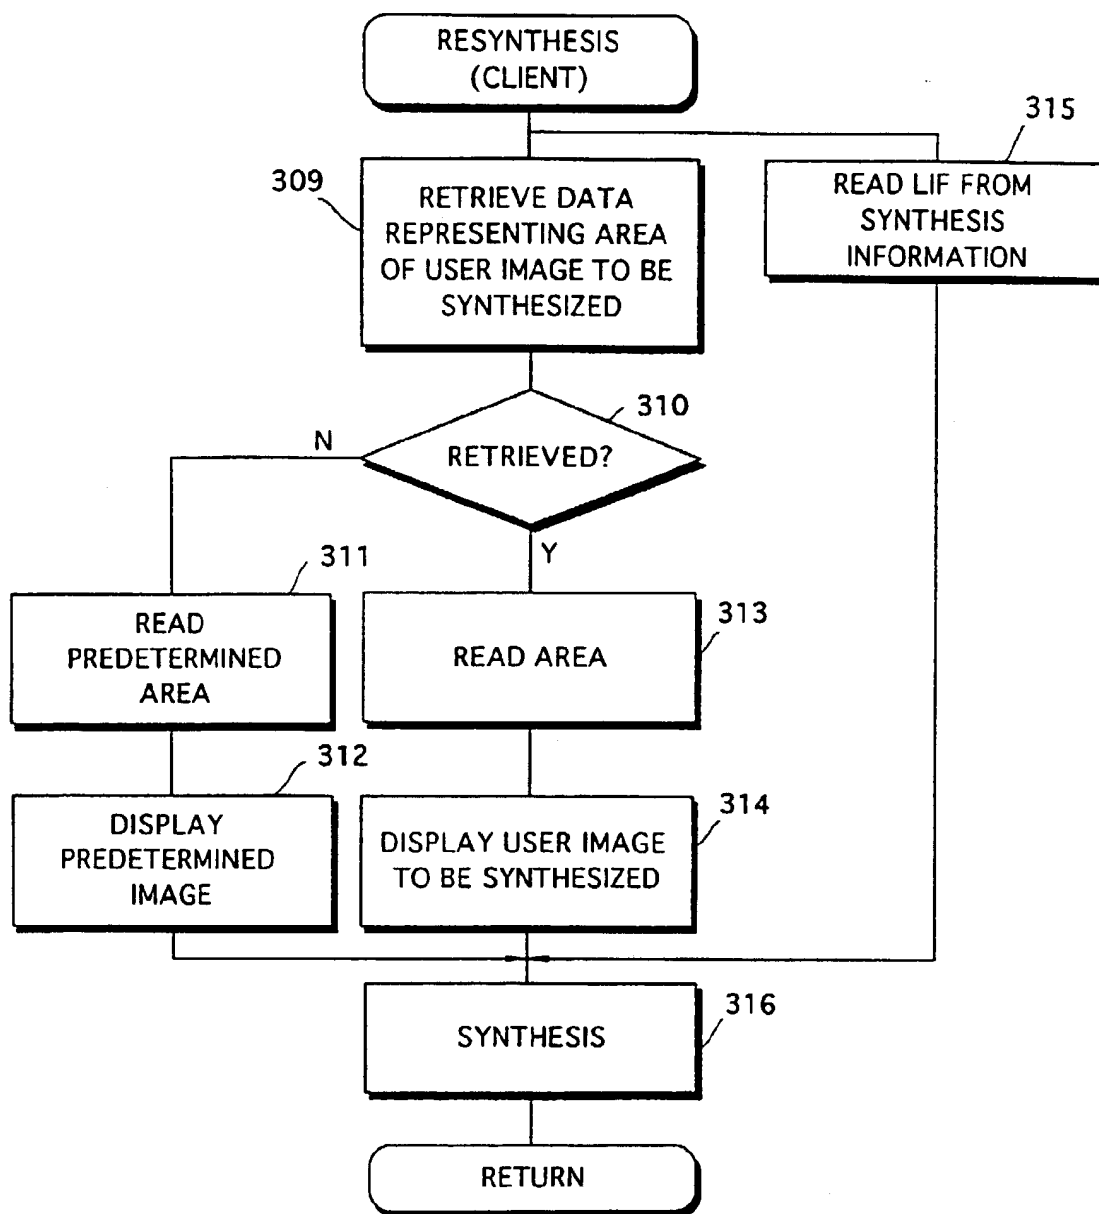 RESYNTHESIS
(CLIENT)
315
309
RETRIEVE DATA
REPRESENTING AREA
OF USER IMAGE TO BE
SYNTHESIZED
READ LIF FROM
SYNTHESIS
INFORMATION
310
N
RETRIEVED?
Y
311
READ
PREDETERMINED
AREA
313
READ AREA
312
DISPLAY
PREDETERMINED
IMAGE
314
DISPLAY USER IMAGE
TO BE SYNTHESIZED
316
SYNTHESIS
RETURN